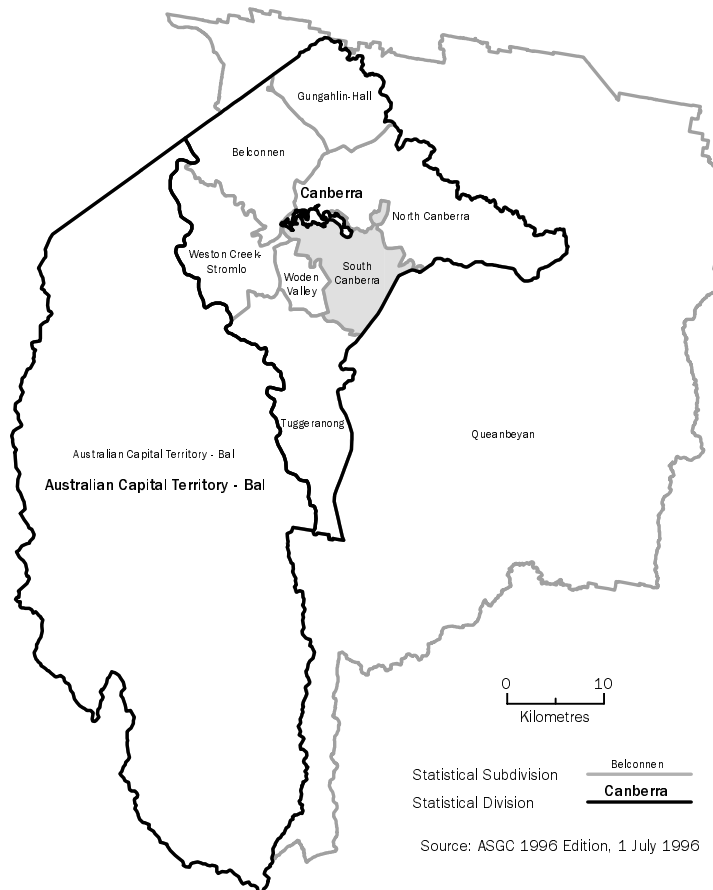 Gungahlin-Hall
Belconnen
Canberra
North Canberra
Weston Creek-
Stromlo
South
Canberra
Woden
Valley
Tuggeranong
Queanbeyan
Australian Capital Territory - Bal
Australian Capital Territory - Bal
0 10
Kilometres
Statistical Subdivision Belconnen
Statistical Division Canberra
Source: ASGC 1996 Edition, 1 July 1996